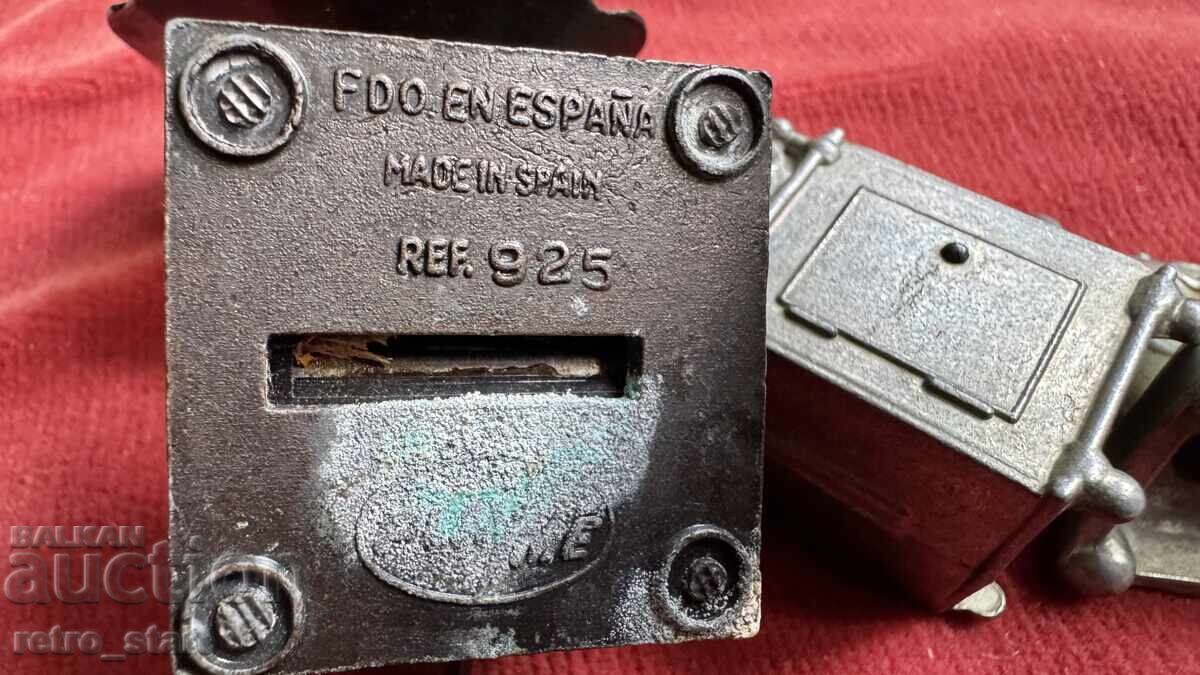 FDO. EN ESPAÑA
MADE IN SPAIN
REF. 925
BALKAN
auction
retro_star